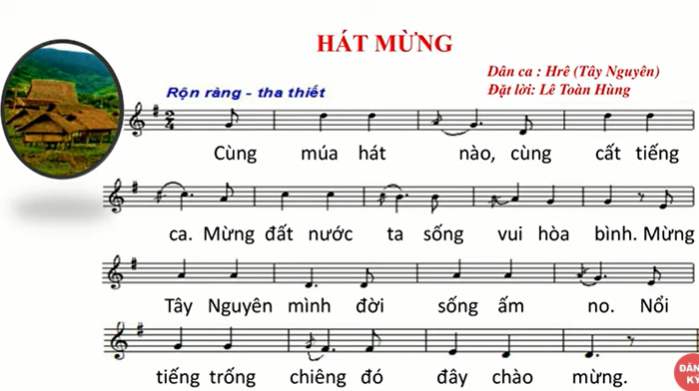 HÁT MỪNG
Dân ca : Hrê (Tây Nguyên)
Rộn ràng - tha thiết
Đặt lời: Lê Toàn Hùng
2
4
Cùng múa hát nào, cùng cất tiếng
ca. Mừng đất nước ta sống vui hòa bình. Mừng
Tây Nguyên mình đời sống ấm no. Nổi
tiếng trống chiêng đó đây chào mừng.